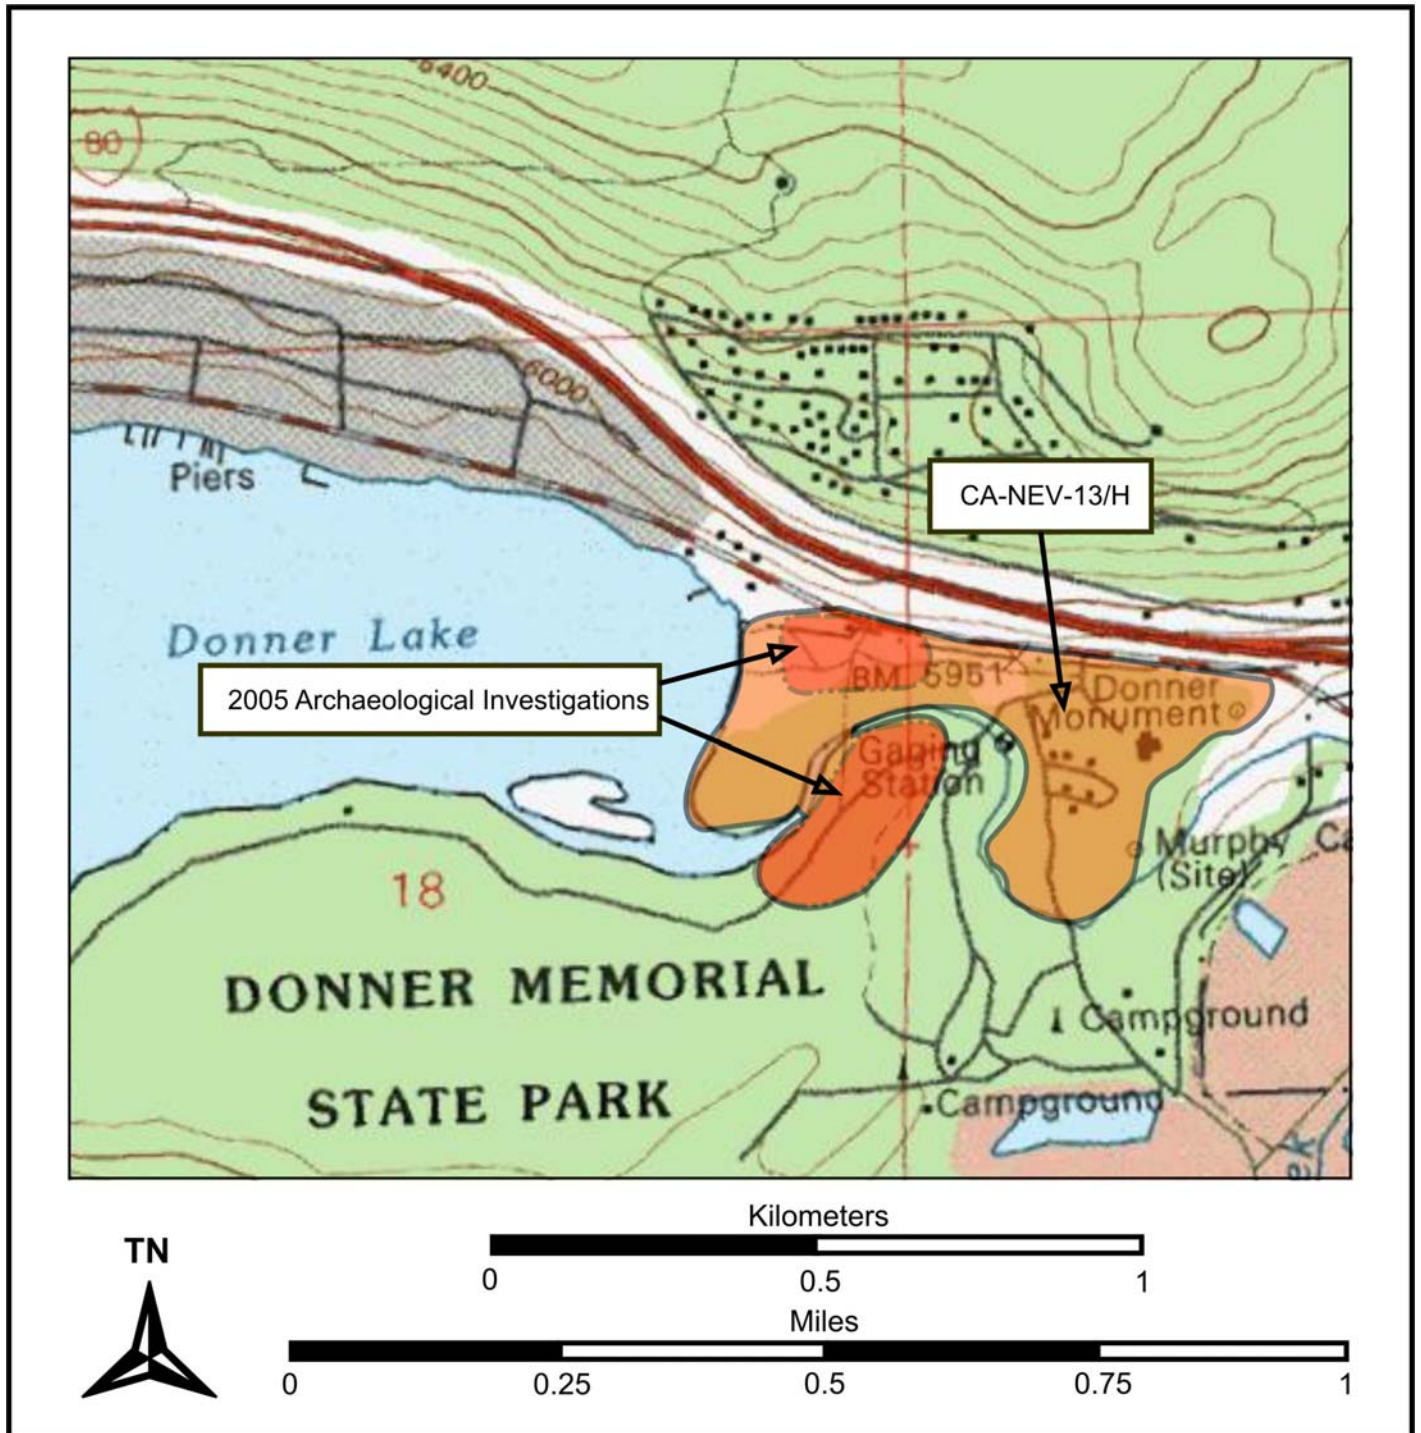 6400
80
6000
Piers
CA-NEV-13/H
Donner Lake
2005 Archaeological Investigations
BM 5951
Donner
Monument
Gaging
Station
Murphy
(Site)
18
DONNER MEMORIAL
STATE PARK
Campground
Campground
Kilometers
0 0.5 1
TN
Miles
0 0.25 0.5 0.75 1